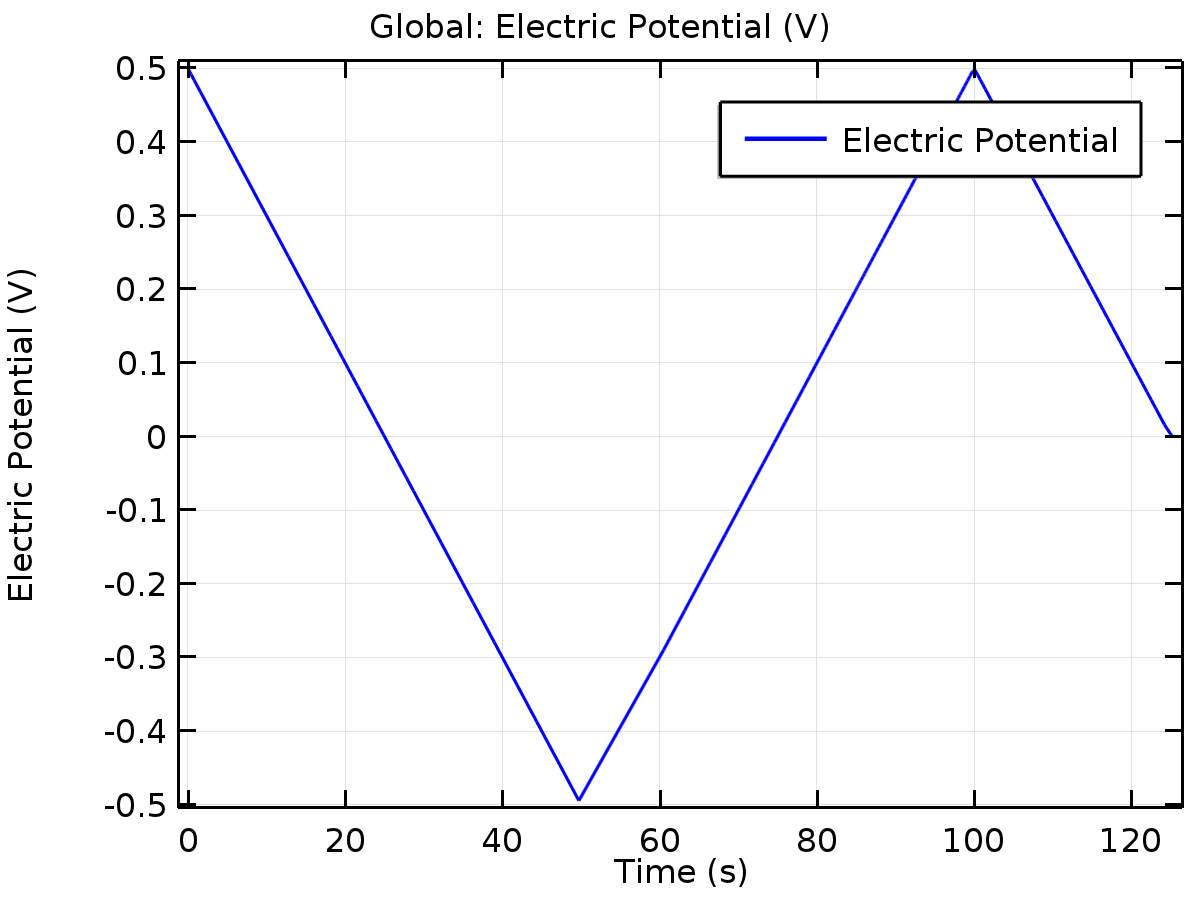 Global: Electric Potential (V)
Electric Potential (V)
0.5
0.4
0.3
0.2
0.1
0
-0.1
-0.2
-0.3
-0.4
-0.5
Electric Potential
0 20 40 60 80 100 120
Time (s)